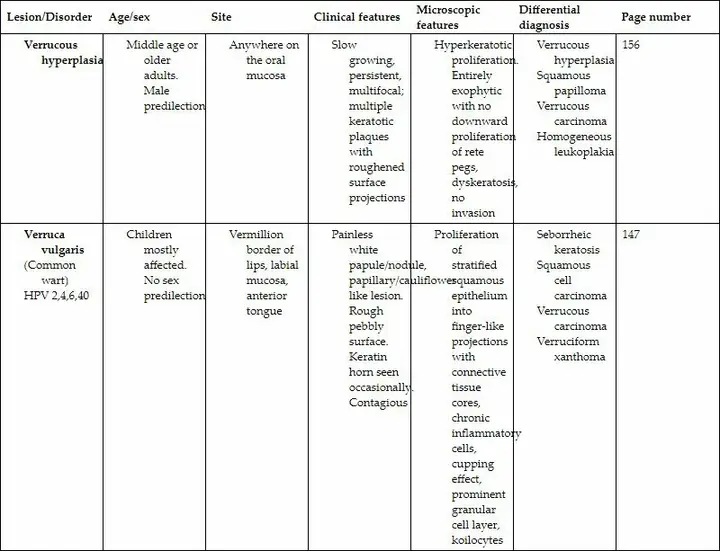 Lesion/Disorder Age/sex Site Clinical features Microscopic features Differential diagnosis Page number
Verrucous
hyperplasia
Middle age or
older
adults.
Male
predilection
Anywhere on
the oral
mucosa
Slow
growing,
persistent,
multifocal;
multiple
keratotic
plaques
with
roughened
surface
projections
Hyperkeratotic
proliferation.
Entirely
exophytic
with no
downward
proliferation
of rete
pegs,
dyskeratosis,
no
invasion
Verrucous
hyperplasia
Squamous
papilloma
Verrucous
carcinoma
Homogeneous
leukoplakia
156
Verruca
vulgaris
(Common
wart)
HPV 2,4,6,40
Children
mostly
affected.
No sex
predilection
Vermillion
border of
lips, labial
mucosa,
anterior
tongue
Painless
white
papule/nodule,
papillary/cauliflower
like lesion.
Rough
pebbly
surface.
Keratin
horn seen
occasionally.
Contagious
Proliferation
of
stratified
squamous
epithelium
into
finger-like
projections
with
connective
tissue
cores,
chronic
inflammatory
cells,
cupping
effect,
prominent
granular
cell layer,
koilocytes
Seborrheic
keratosis
Squamous
cell
carcinoma
Verrucous
carcinoma
Verruciform
xanthoma
147